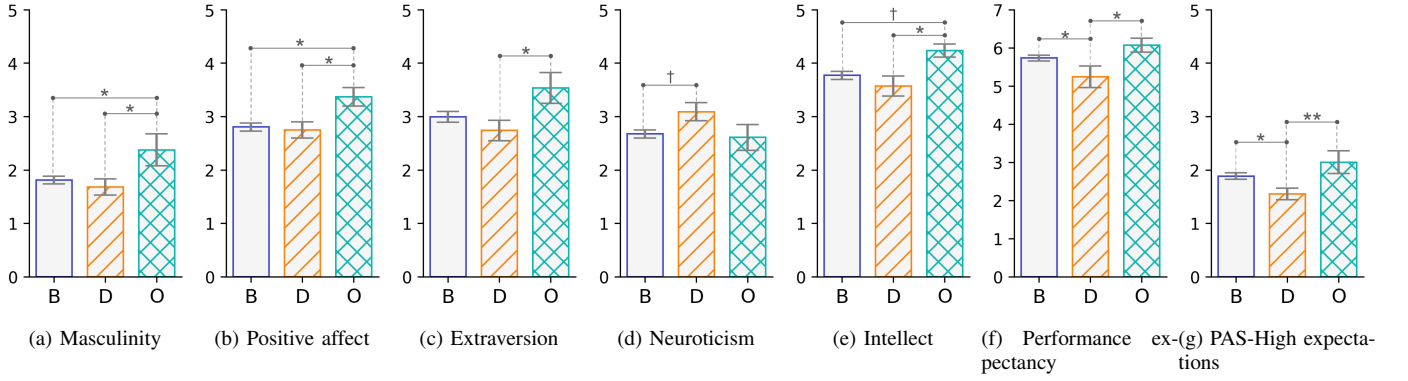 5 4 3 2 1 0 * * B D O
5 4 3 2 1 0 * * B D O
5 4 3 2 1 0 * B D O
5 4 3 2 1 0 † B D O
5 4 3 2 1 0 † * B D O
7 6 5 4 3 2 1 0 * * B D O
5 4 3 2 1 0 * ** B D O
(a) Masculinity
(b) Positive affect
(c) Extraversion
(d) Neuroticism
(e) Intellect
(f) Performance ex-
pectancy
(g) PAS-High expecta-
tions